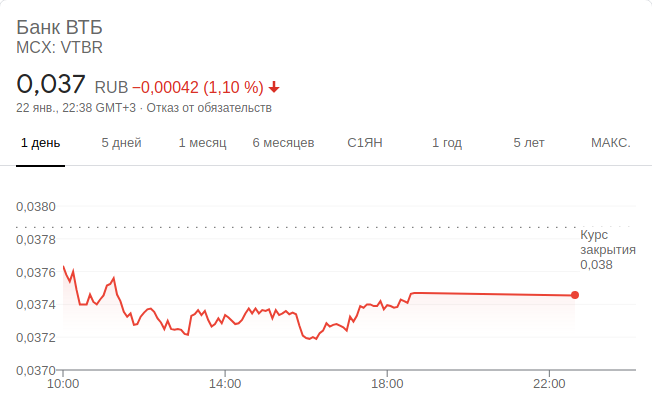 Банк ВТБ
MCX: VTBR
0,037 RUB −0,00042 (1,10 %)
22 янв., 22:38 GMT+3 · Отказ от обязательств
1 день 5 дней 1 месяц 6 месяцев С1ЯН 1 год 5 лет МАКС.
0,0380
Курс
закрытия
0,038
0,0378
0,0376
0,0374
0,0372
0,0370
10:00 14:00 18:00 22:00